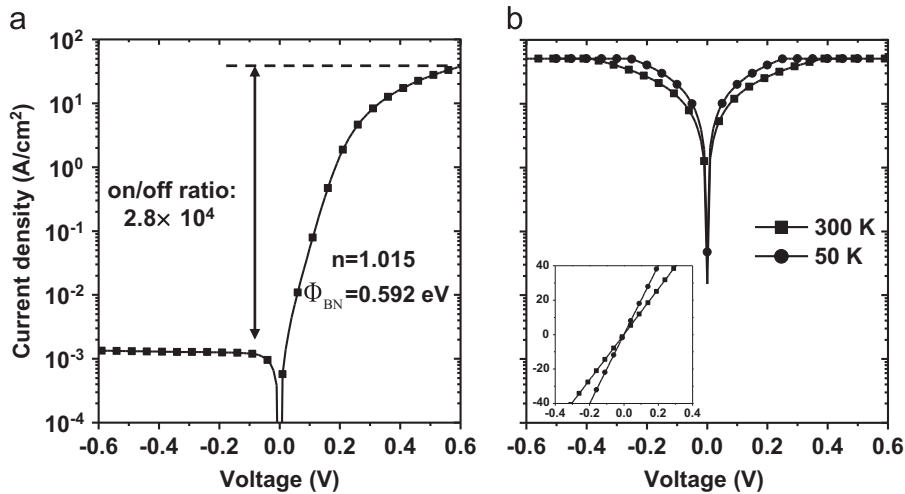 a
b
Current density (A/cm²)
10²
10¹
10⁰
10⁻¹
10⁻²
10⁻³
10⁻⁴
on/off ratio:
2.8× 10⁴
n=1.015
Φ_BN=0.592 eV
-0.6 -0.4 -0.2 0.0 0.2 0.4 0.6
Voltage (V)
300 K
50 K
40
20
0
-20
-40
-0.4 -0.2 0.0 0.2 0.4
-0.6 -0.4 -0.2 0.0 0.2 0.4 0.6
Voltage (V)